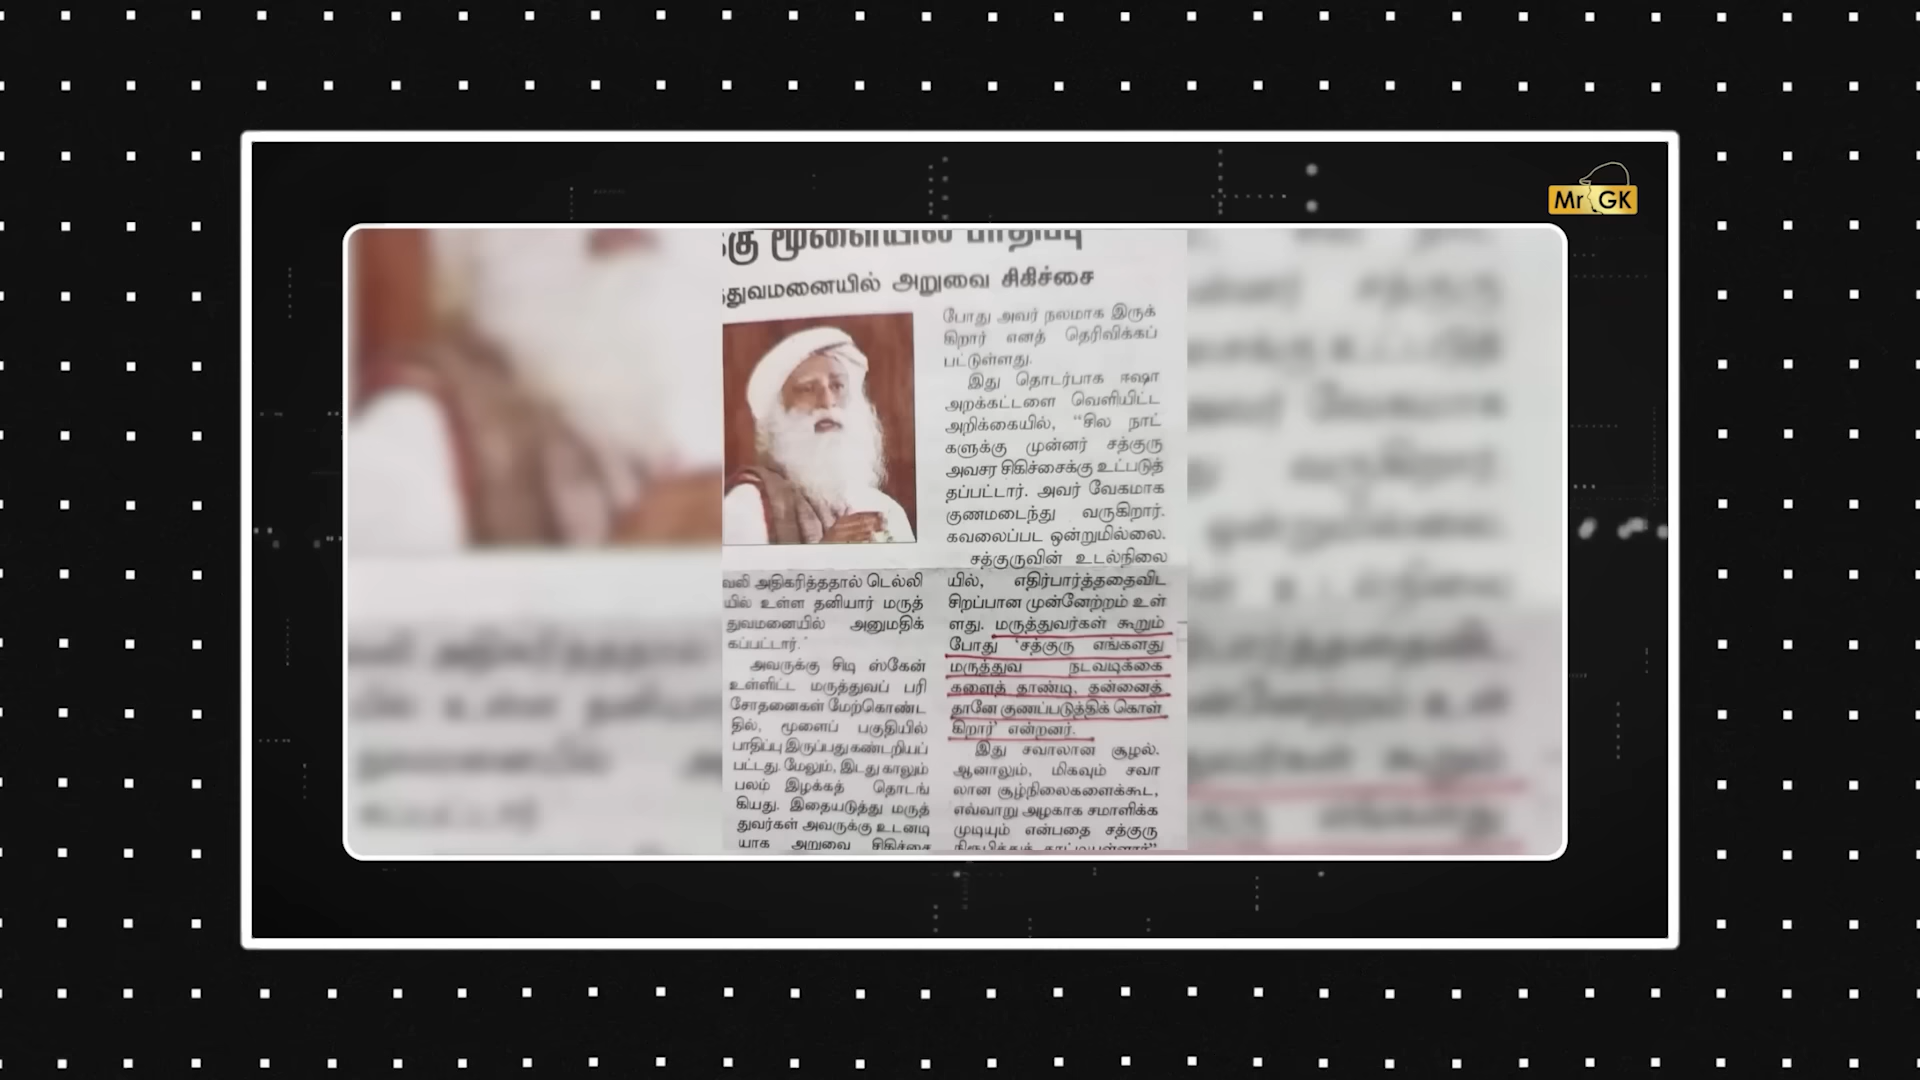 Mr GK
க்கு மூளையில் பாதிப்பு
த்துவமனையில் அறுவை சிகிச்சை
வலி அதிகரித்ததால் டெல்லி
யில் உள்ள தனியார் மருத்
துவமனையில் அனுமதிக்
கப்பட்டார்.
அவருக்கு சிடி ஸ்கேன்
உள்ளிட்ட மருத்துவப் பரி
சோதனைகள் மேற்கொண்ட
தில், மூளைப் பகுதியில்
பாதிப்பு இருப்பது கண்டறியப்
பட்டது. மேலும், இடது காலும்
பலம் இழக்கத் தொடங்
கியது. இதையடுத்து மருத்
துவர்கள் அவருக்கு உடனடி
யாக அறுவை சிகிச்சை
போது அவர் நலமாக இருக்
கிறார் எனத் தெரிவிக்கப்
பட்டுள்ளது.
இது தொடர்பாக ஈஷா
அறக்கட்டளை வெளியிட்ட
அறிக்கையில், “சில நாட்
களுக்கு முன்னர் சத்குரு
அவசர சிகிச்சைக்கு உட்படுத்
தப்பட்டார். அவர் வேகமாக
குணமடைந்து வருகிறார்.
கவலைப்பட ஒன்றுமில்லை.
சத்குருவின் உடல்நிலை
யில், எதிர்பார்த்ததைவிட
சிறப்பான முன்னேற்றம் உள்
ளது. மருத்துவர்கள் கூறும்
போது ‘சத்குரு எங்களது
மருத்துவ நடவடிக்கை
களைத் தாண்டி, தன்னைத்
தானே குணப்படுத்திக் கொள்
கிறார்’ என்றனர்.
இது சவாலான சூழல்.
ஆனாலும், மிகவும் சவா
லான சூழ்நிலைகளைக்கூட,
எவ்வாறு அழகாக சமாளிக்க
முடியும் என்பதை சத்குரு
நிரூபித்துக் காட்டியுள்ளார்”